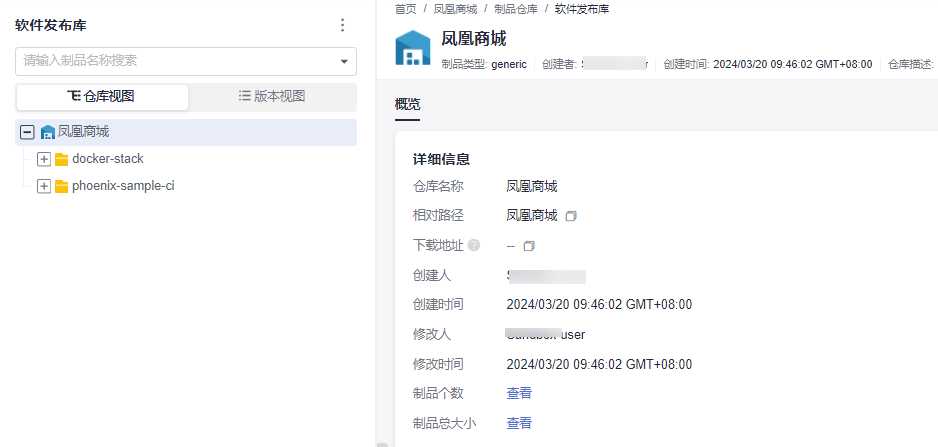 软件发布库
请输入制品名称搜索
仓库视图 版本视图
凤凰商城
docker-stack
phoenix-sample-ci
首页 / 凤凰商城 / 制品仓库 / 软件发布库
凤凰商城
制品类型: generic 创建者: 创建时间: 2024/03/20 09:46:02 GMT+08:00 仓库描述:
概览
详细信息
仓库名称 凤凰商城
相对路径 凤凰商城
下载地址 ? --
创建人
创建时间 2024/03/20 09:46:02 GMT+08:00
修改人 user
修改时间 2024/03/20 09:46:02 GMT+08:00
制品个数 查看
制品总大小 查看